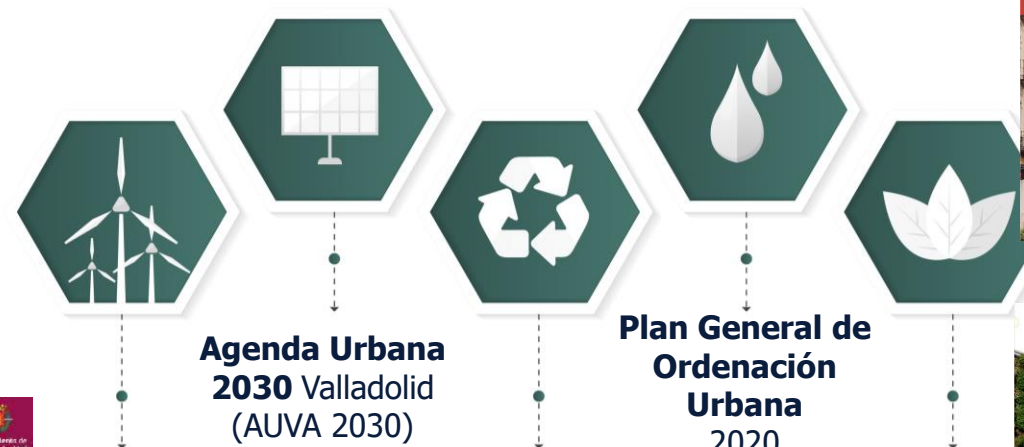 Agenda Urbana
2030 Valladolid
(AUVA 2030)
Plan General de
Ordenación
Urbana
2020